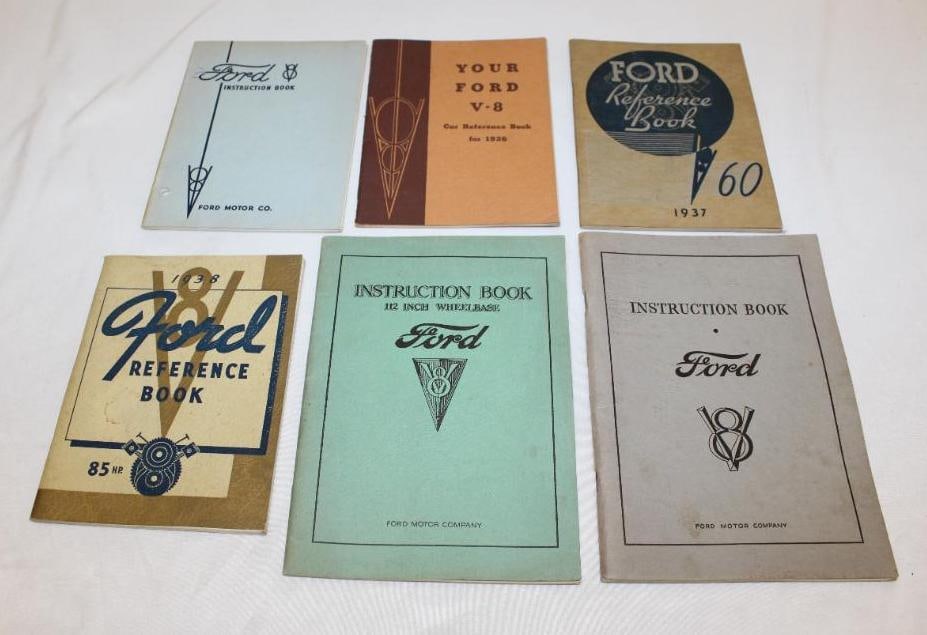 Ford V8
INSTRUCTION BOOK
FORD MOTOR CO.
YOUR
FORD
V-8
Car Reference Book
for 1936
FORD
Reference
Book
60
1937
1938
Ford
REFERENCE
BOOK
85 HP.
INSTRUCTION BOOK
112 INCH WHEELBASE
Ford
V8
FORD MOTOR COMPANY
INSTRUCTION BOOK
Ford
V8
FORD MOTOR COMPANY